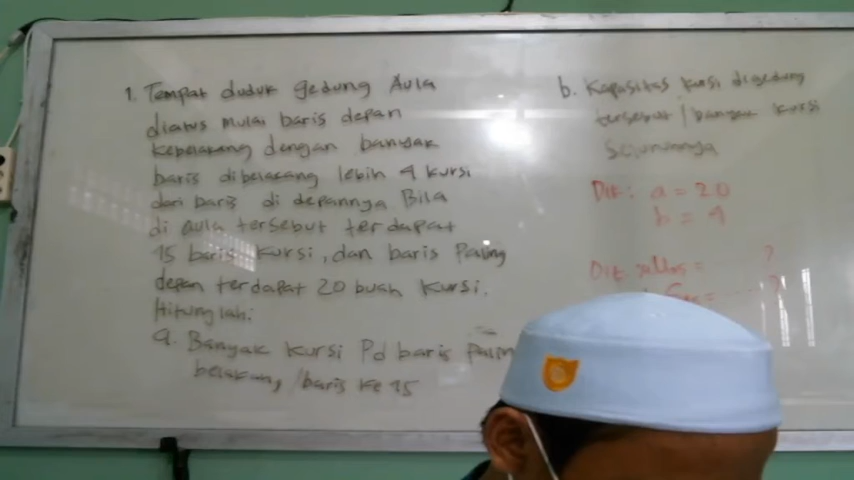 1. Tempat duduk gedung Aula
diatus mulai baris depan
kebelakang dengan banyak
baris dibelakang lebih 4 kursi
dari baris di depannya Bila
di aula tersebut terdapat
15 baris kursi, dan baris Paling
depan terdapat 20 buah kursi.
Hitunglah:
a. Banyak kursi Pd baris Palin
belakang / baris ke 15
b. Kapasitas kursi digedung
tersebut / banyak kursi
Seluruhnya
Dik: a = 20
b = 4
Dit
= ?
= .... ?